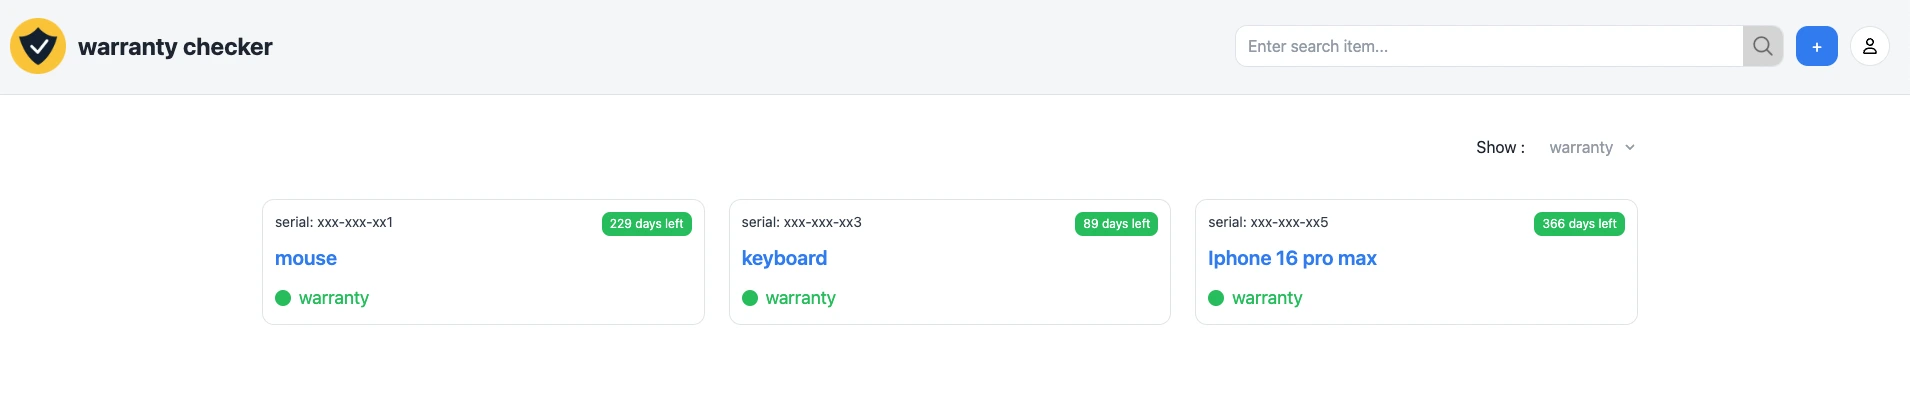 warranty checker
Enter search item...
+
Show :
warranty
serial: xxx-xxx-xx1
229 days left
mouse
warranty
serial: xxx-xxx-xx3
89 days left
keyboard
warranty
serial: xxx-xxx-xx5
366 days left
Iphone 16 pro max
warranty